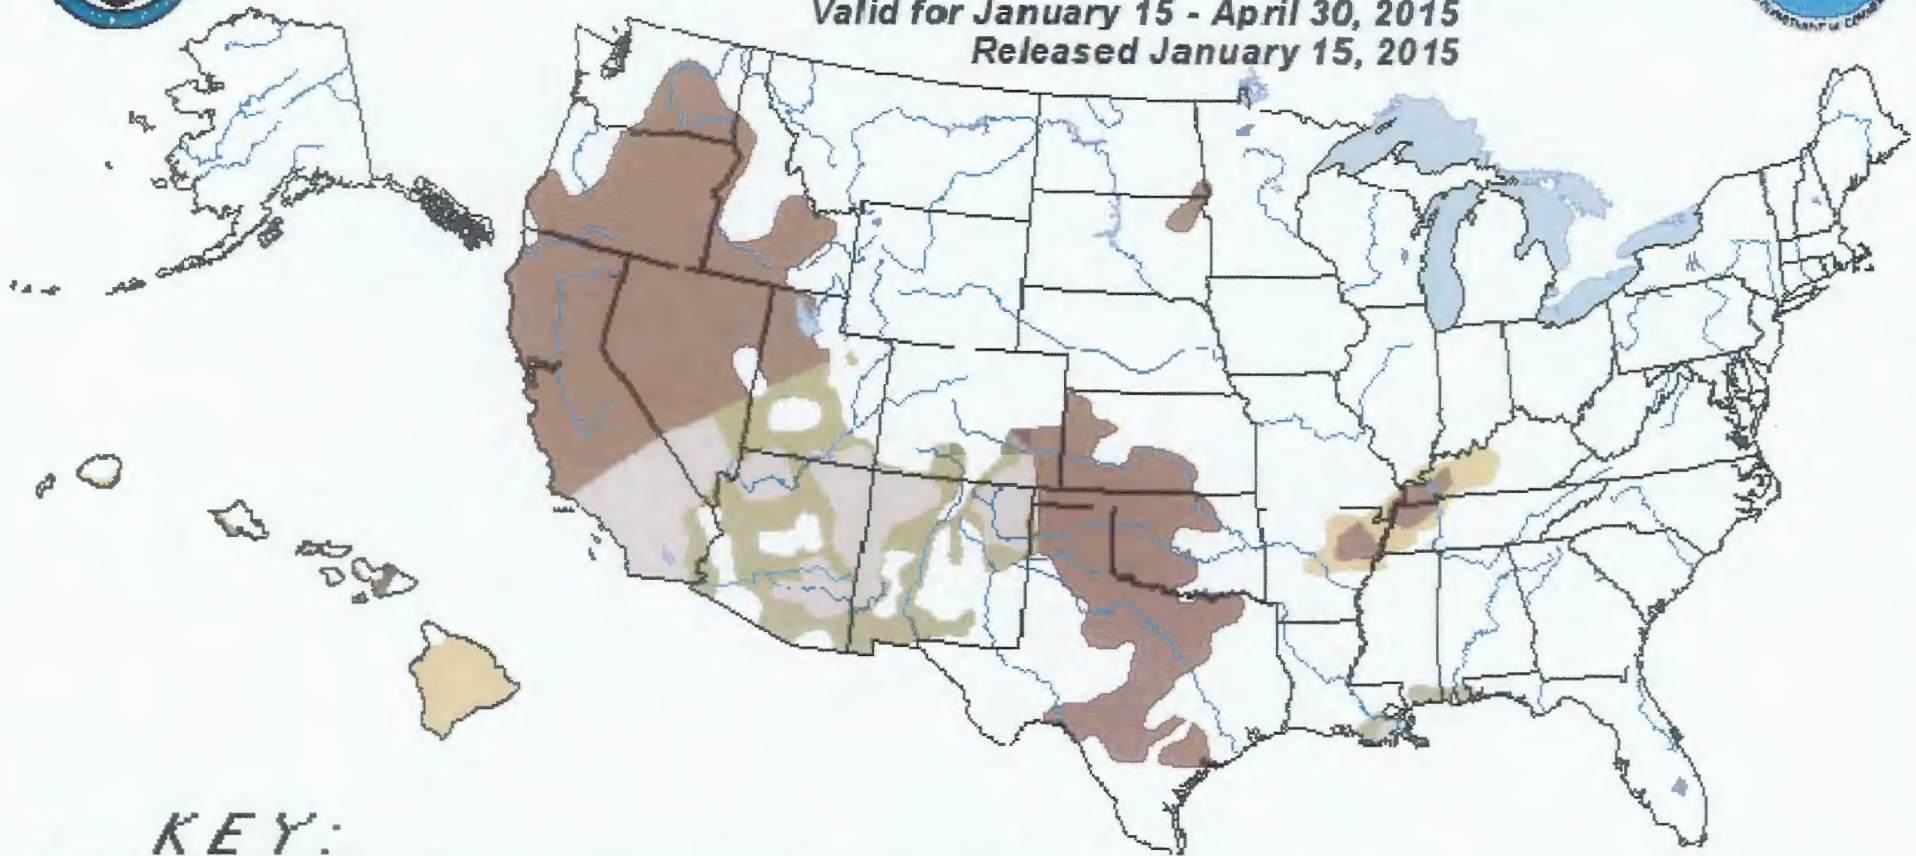 Valid for January 15 - April 30, 2015
Released January 15, 2015
KEY: